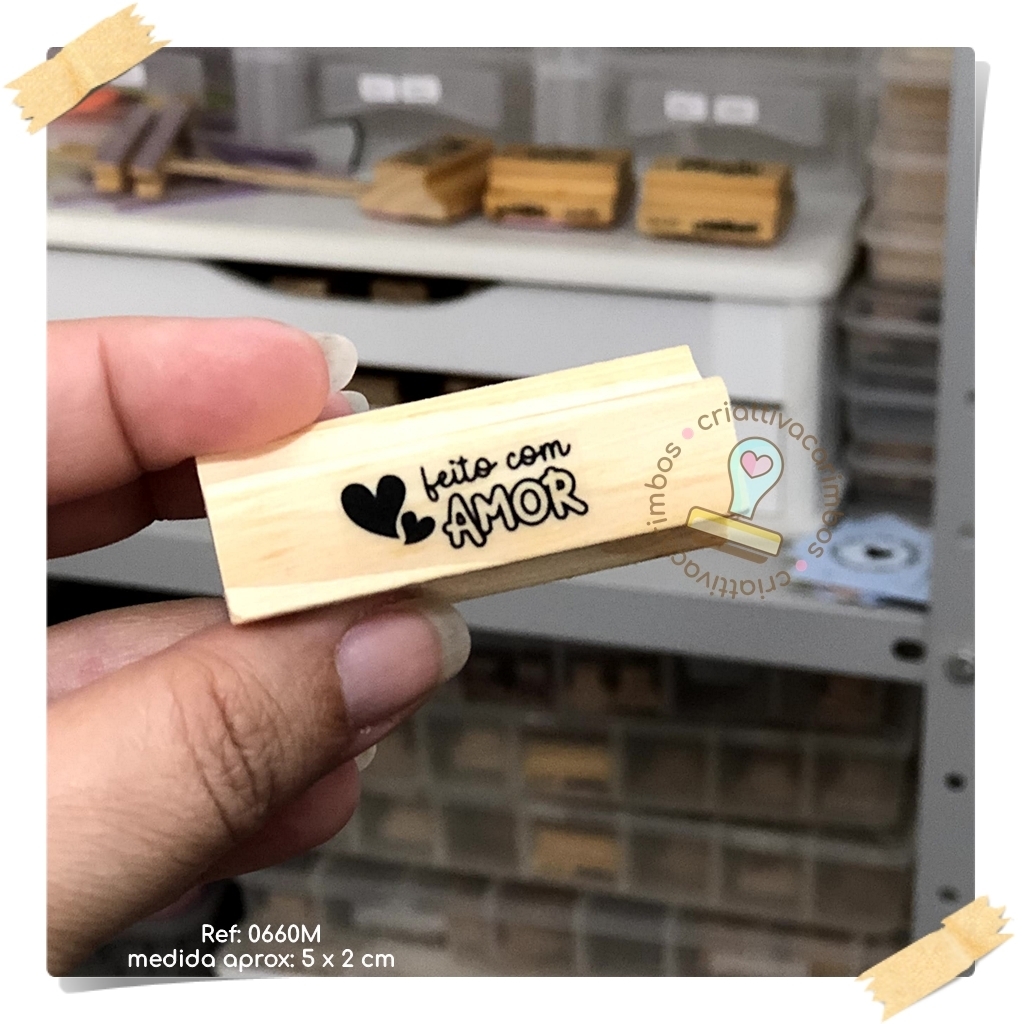 feito com
AMOR
criattivacarimbos
criattivacarimbos
Ref: 0660M
medida aprox: 5 x 2 cm